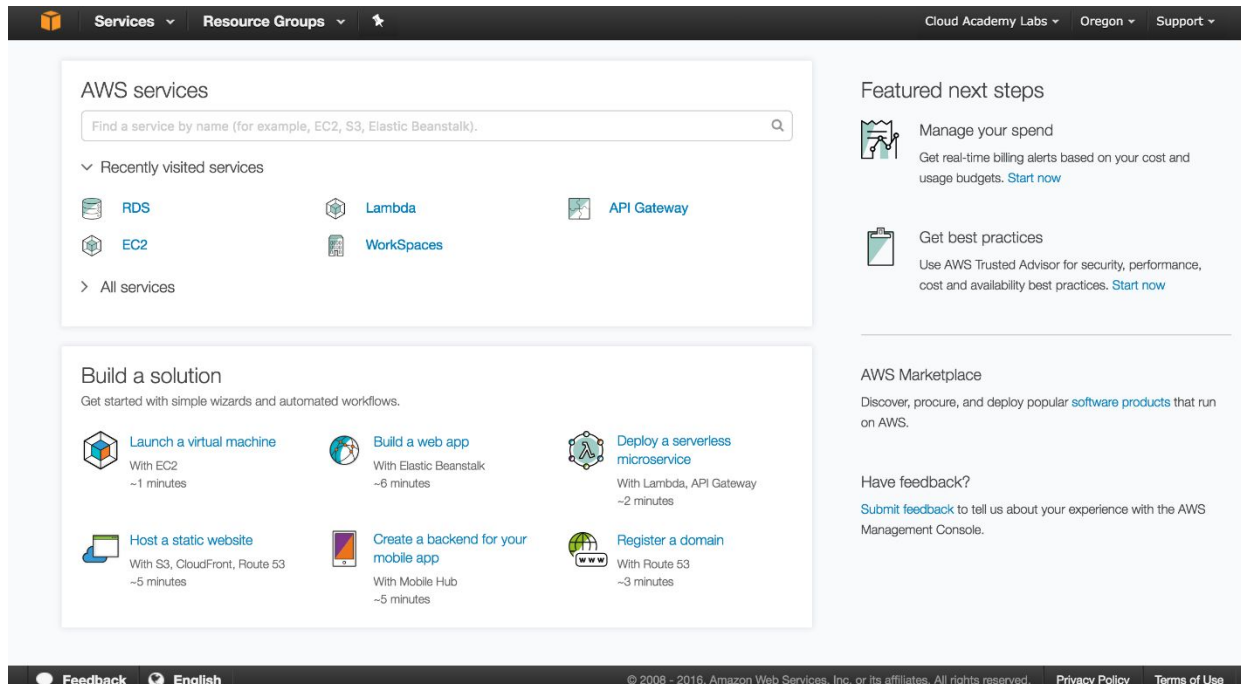 Services
Resource Groups
Cloud Academy Labs
Oregon
Support
AWS services
Find a service by name (for example, EC2, S3, Elastic Beanstalk).
Recently visited services
RDS
Lambda
API Gateway
EC2
WorkSpaces
All services
Build a solution
Get started with simple wizards and automated workflows.
Launch a virtual machine
With EC2
~1 minutes
Build a web app
With Elastic Beanstalk
~6 minutes
Deploy a serverless
microservice
With Lambda, API Gateway
~2 minutes
Host a static website
With S3, CloudFront, Route 53
~5 minutes
Create a backend for your
mobile app
With Mobile Hub
~5 minutes
www
Register a domain
With Route 53
~3 minutes
Featured next steps
Manage your spend
Get real-time billing alerts based on your cost and
usage budgets. Start now
Get best practices
Use AWS Trusted Advisor for security, performance,
cost and availability best practices. Start now
AWS Marketplace
Discover, procure, and deploy popular software products that run
on AWS.
Have feedback?
Submit feedback to tell us about your experience with the AWS
Management Console.
Feedback
English
© 2008 - 2016, Amazon Web Services, Inc. or its affiliates. All rights reserved.
Privacy Policy
Terms of Use